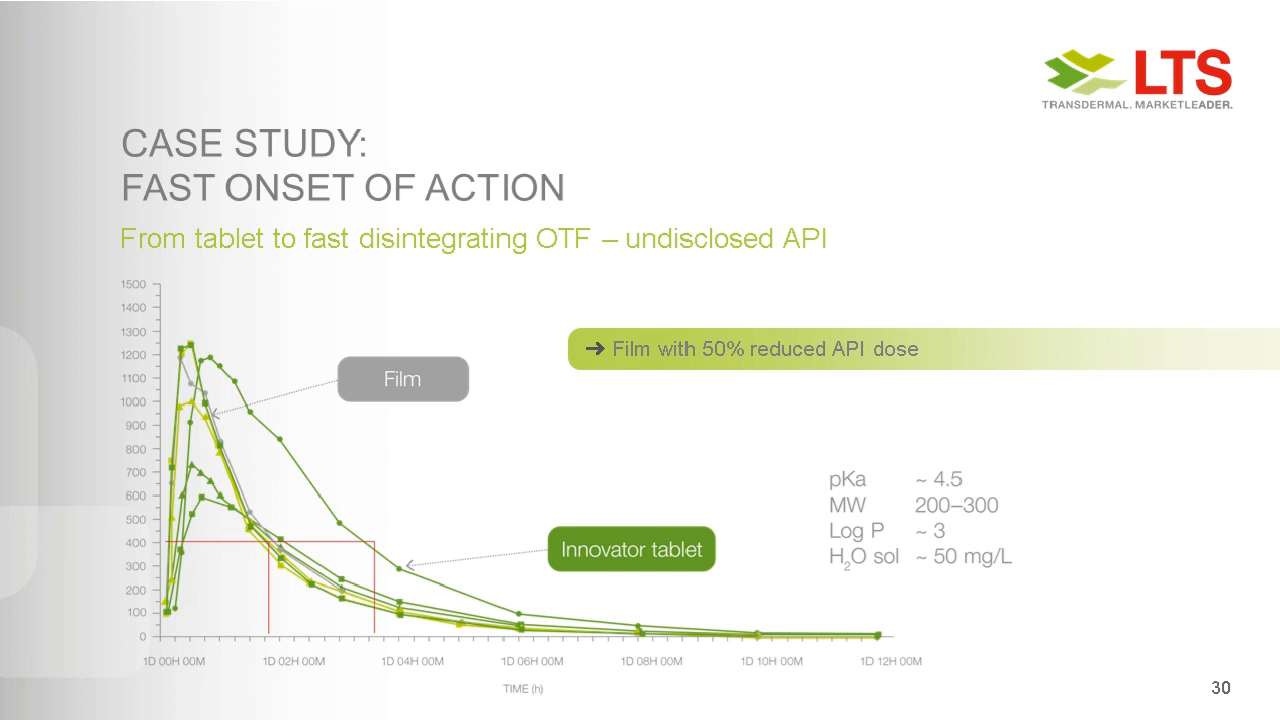 LTS
TRANSDERMAL. MARKETLEADER.
CASE STUDY:
FAST ONSET OF ACTION
From tablet to fast disintegrating OTF – undisclosed API
1500
1400
1300
1200
1100
1000
900
800
700
600
500
400
300
200
100
0
➔ Film with 50% reduced API dose
Film
Innovator tablet
pKa ~ 4.5
MW 200–300
Log P ~ 3
H₂O sol ~ 50 mg/L
1D 00H 00M 1D 02H 00M 1D 04H 00M 1D 06H 00M 1D 08H 00M 1D 10H 00M 1D 12H 00M
TIME (h)
30